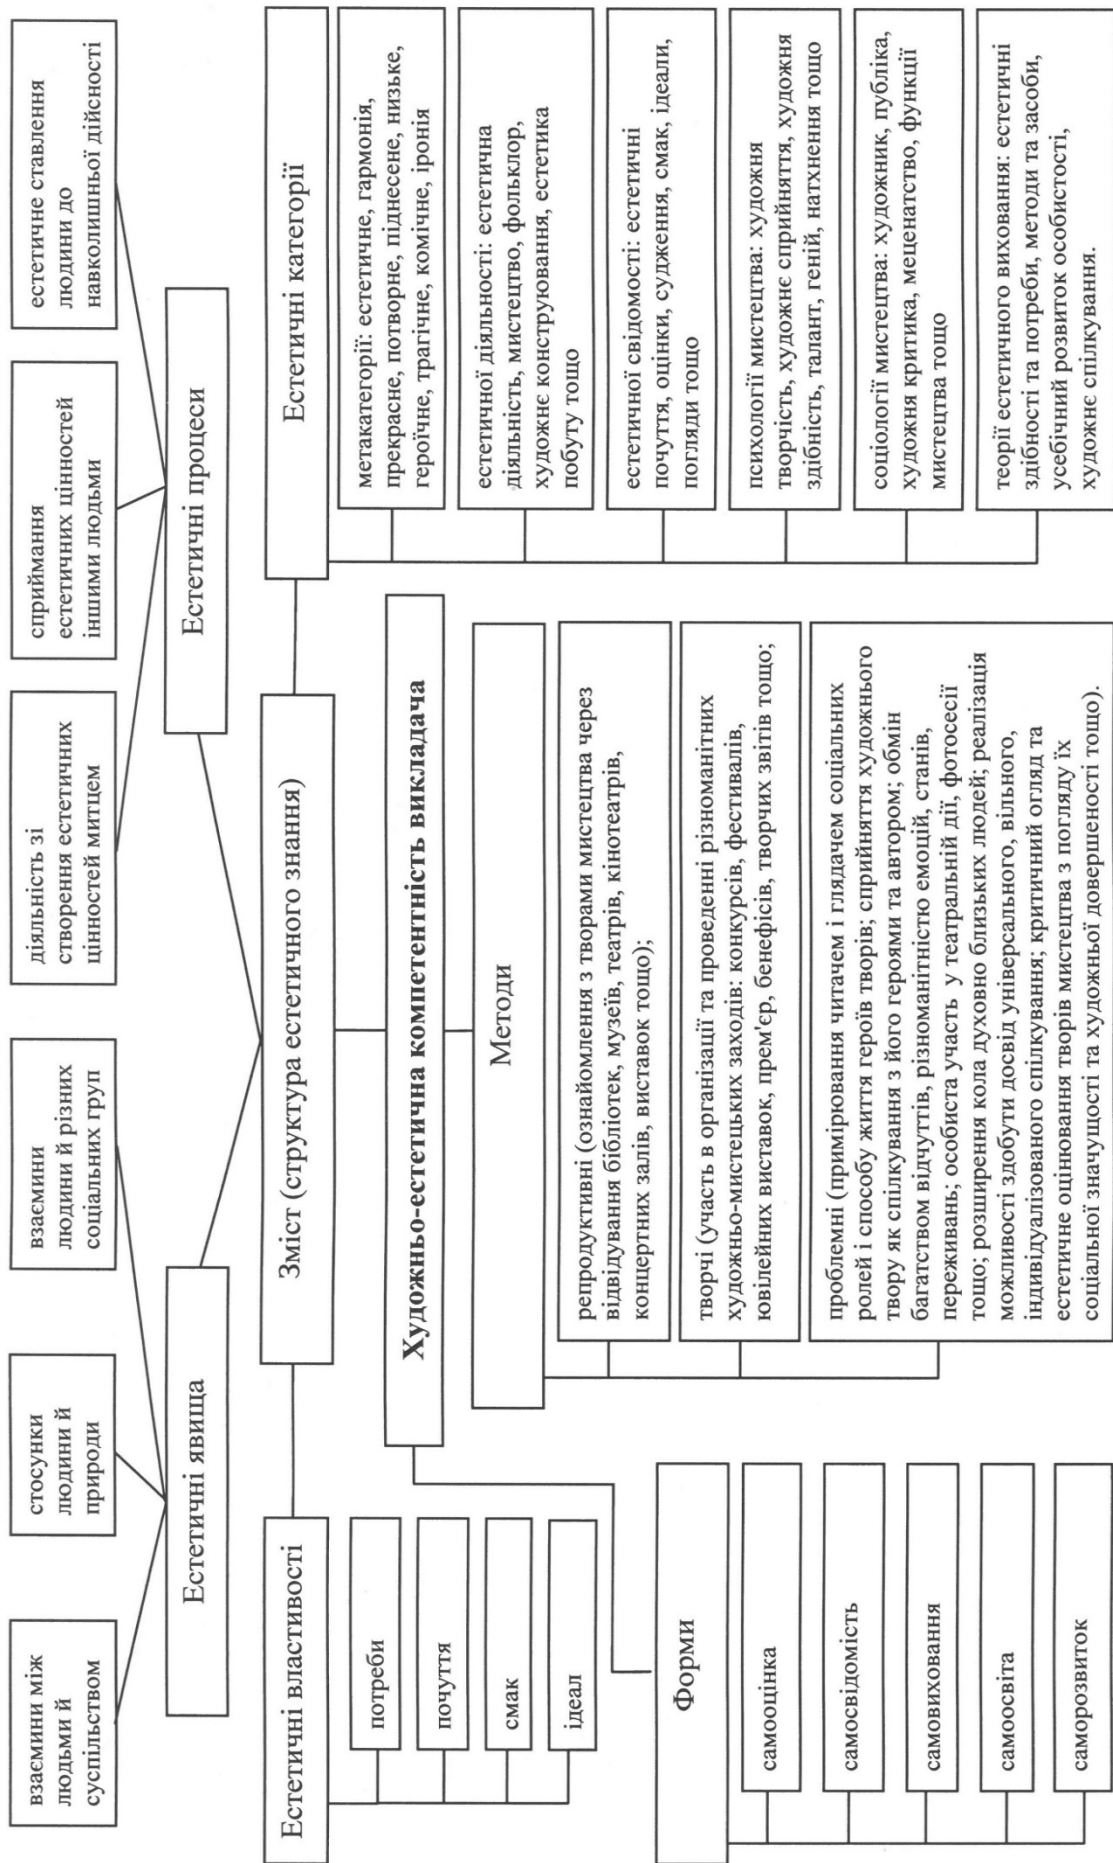 взаємини між
людьми й
суспільством
стосунки
людини й
природи
взаємини
людини й різних
соціальних груп
діяльність зі
створення естетичних
цінностей митцем
сприймання
естетичних цінностей
іншими людьми
естетичне ставлення
людини до
навколишньої дійсності
Естетичні явища
Естетичні процеси
Естетичні властивості
Зміст (структура естетичного знання)
Естетичні категорії
потреби
почуття
смак
ідеал
Художньо-естетична компетентність викладача
метакатегорії: естетичне, гармонія,
прекрасне, потворне, піднесене, низьке,
героїчне, трагічне, комічне, іронія
естетичної діяльності: естетична
діяльність, мистецтво, фольклор,
художнє конструювання, естетика
побуту тощо
естетичної свідомості: естетичні
почуття, оцінки, судження, смак, ідеали,
погляди тощо
психології мистецтва: художня
творчість, художнє сприйняття, художня
здібність, талант, геній, натхнення тощо
соціології мистецтва: художник, публіка,
художня критика, меценатство, функції
мистецтва тощо
теорії естетичного виховання: естетичні
здібності та потреби, методи та засоби,
усебічний розвиток особистості,
художнє спілкування.
Методи
репродуктивні (ознайомлення з творами мистецтва через
відвідування бібліотек, музеїв, театрів, кінотеатрів,
концертних залів, виставок тощо);
творчі (участь в організації та проведенні різноманітних
художньо-мистецьких заходів: конкурсів, фестивалів,
ювілейних виставок, прем'єр, бенефісів, творчих звітів тощо;
проблемні (примірювання читачем і глядачем соціальних
ролей і способу життя героїв творів; сприйняття художнього
твору як спілкування з його героями та автором; обмін
багатством відчуттів, різноманітністю емоцій, станів,
переживань; особиста участь у театральній дії, фотосесії
тощо; розширення кола духовно близьких людей; реалізація
можливості здобути досвід універсального, вільного,
індивідуалізованого спілкування; критичний огляд та
естетичне оцінювання творів мистецтва з погляду їх
соціальної значущості та художньої довершеності тощо).
Форми
самооцінка
самосвідомість
самовиховання
самоосвіта
саморозвиток